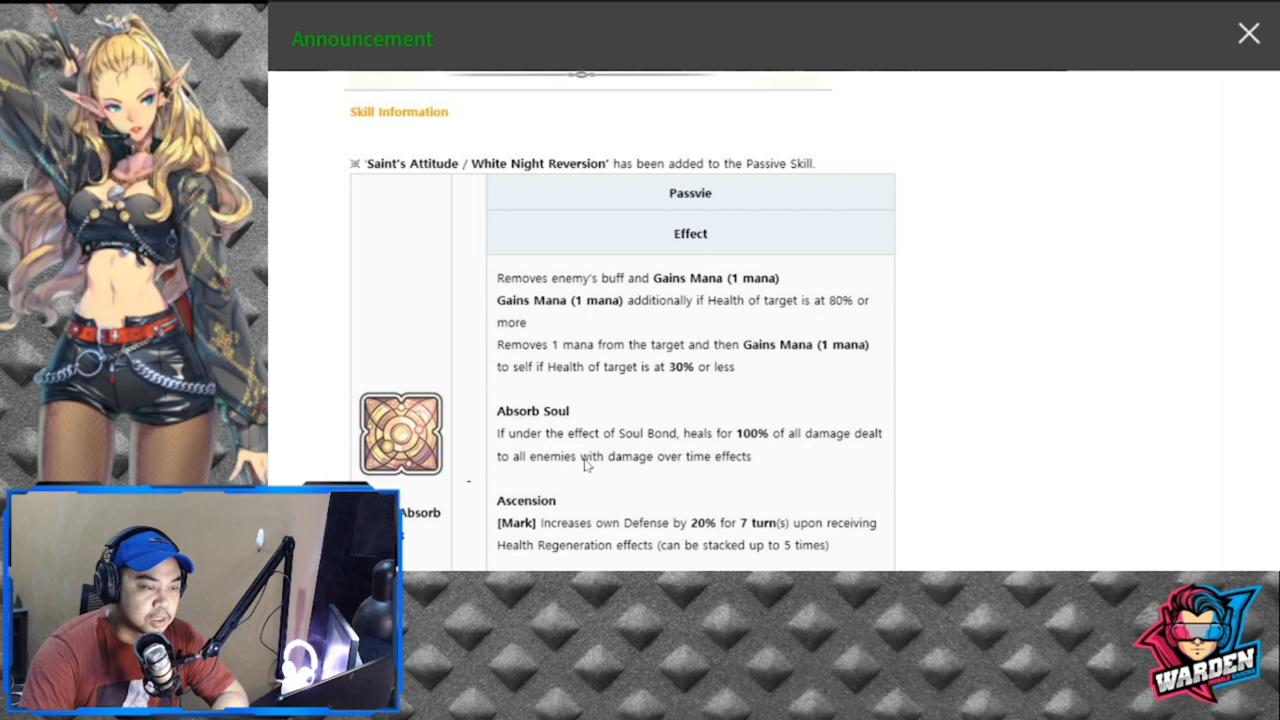 Announcement
Skill Information
※ 'Saint's Attitude / White Night Reversion' has been added to the Passive Skill.
Passvie
Effect
Removes enemy's buff and Gains Mana (1 mana)
Gains Mana (1 mana) additionally if Health of target is at 80% or
more
Removes 1 mana from the target and then Gains Mana (1 mana)
to self if Health of target is at 30% or less
Absorb Soul
If under the effect of Soul Bond, heals for 100% of all damage dealt
to all enemies with damage over time effects
-
Absorb
Ascension
[Mark] Increases own Defense by 20% for 7 turn(s) upon receiving
Health Regeneration effects (can be stacked up to 5 times)
WARDEN
MOBILE GAMING